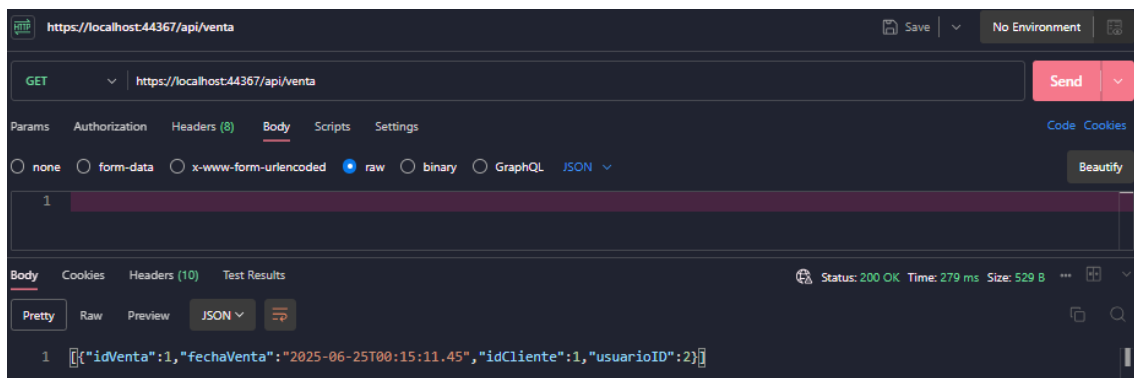 HTTP https://localhost:44367/api/venta Save No Environment
GET https://localhost:44367/api/venta Send
Params Authorization Headers (8) Body Scripts Settings Code Cookies
none form-data x-www-form-urlencoded raw binary GraphQL JSON Beautify
1
Body Cookies Headers (10) Test Results Status: 200 OK Time: 279 ms Size: 529 B
Pretty Raw Preview JSON
1 [{"idVenta":1,"fechaVenta":"2025-06-25T00:15:11.45","idCliente":1,"usuarioID":2}]